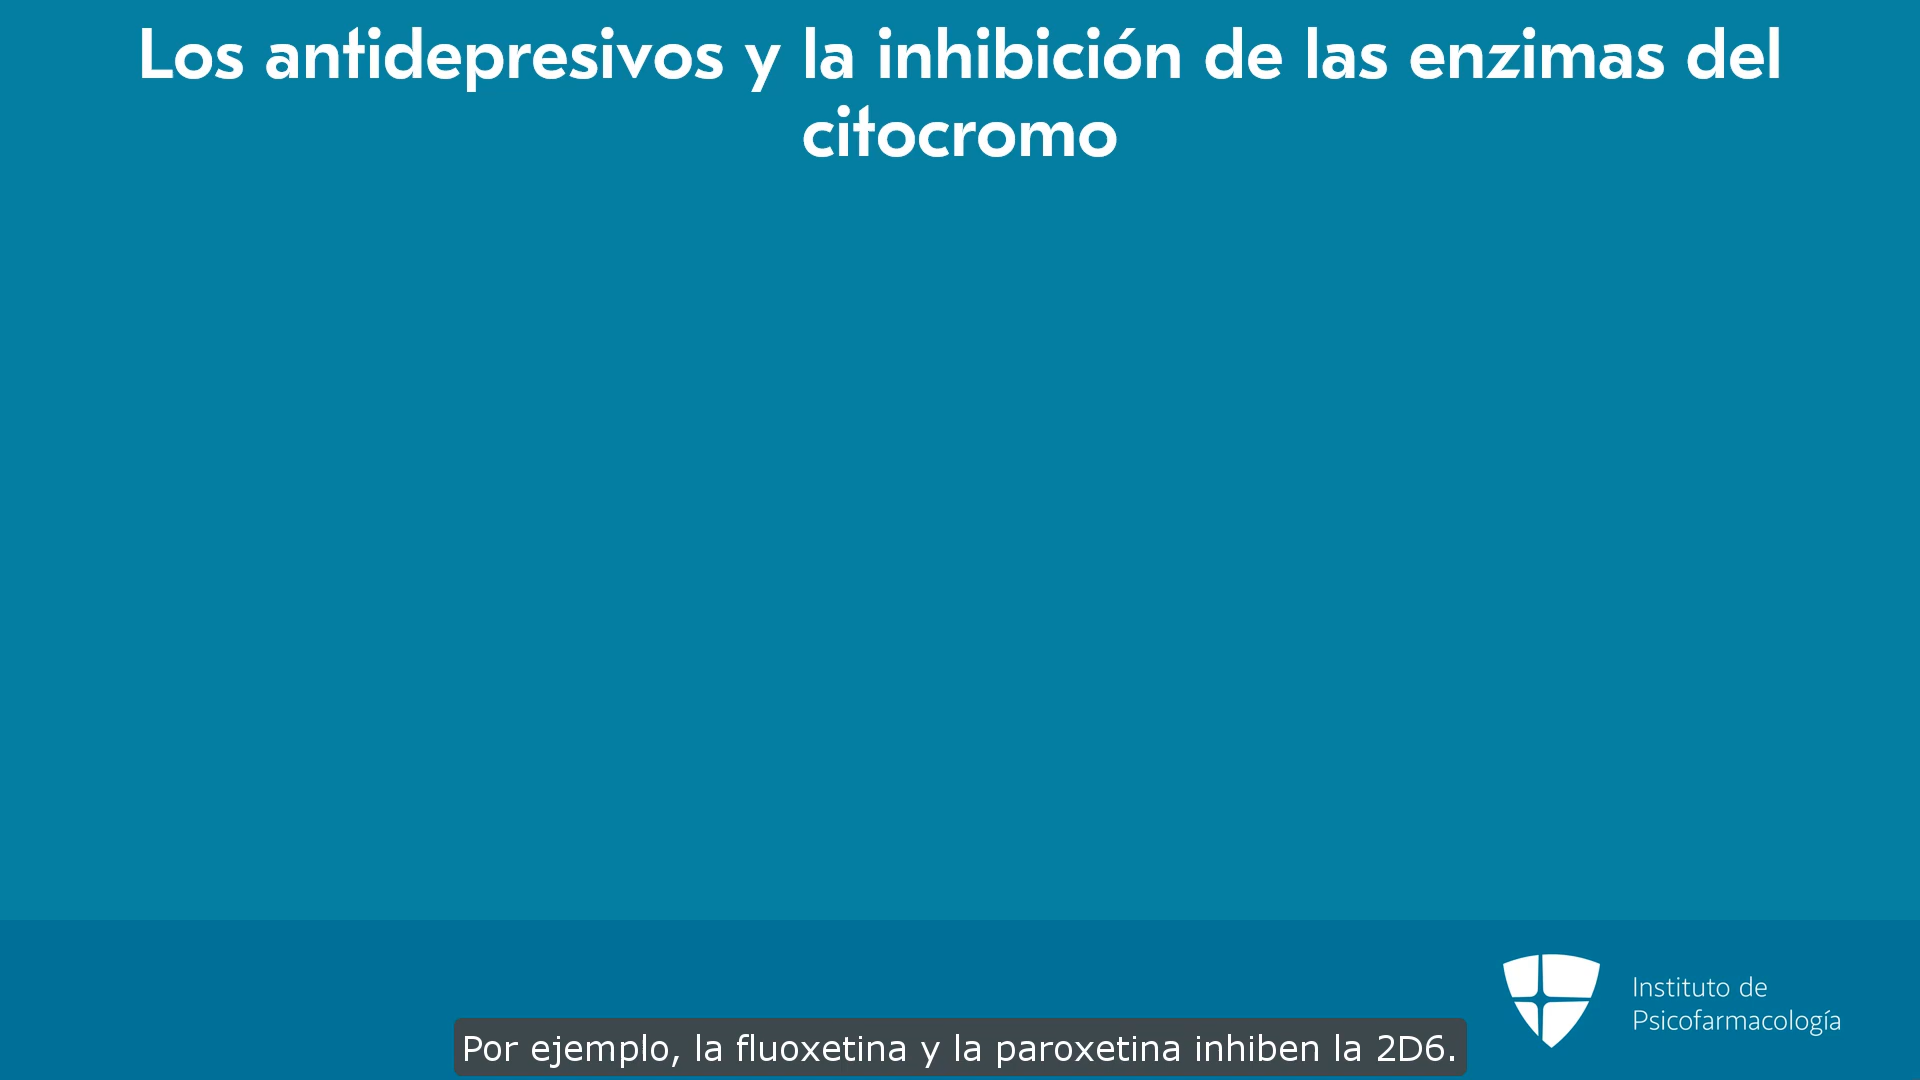 Los antidepresivos y la inhibición de las enzimas del
citocromo
Instituto de
Psicofarmacología
Por ejemplo, la fluoxetina y la paroxetina inhiben la 2D6.